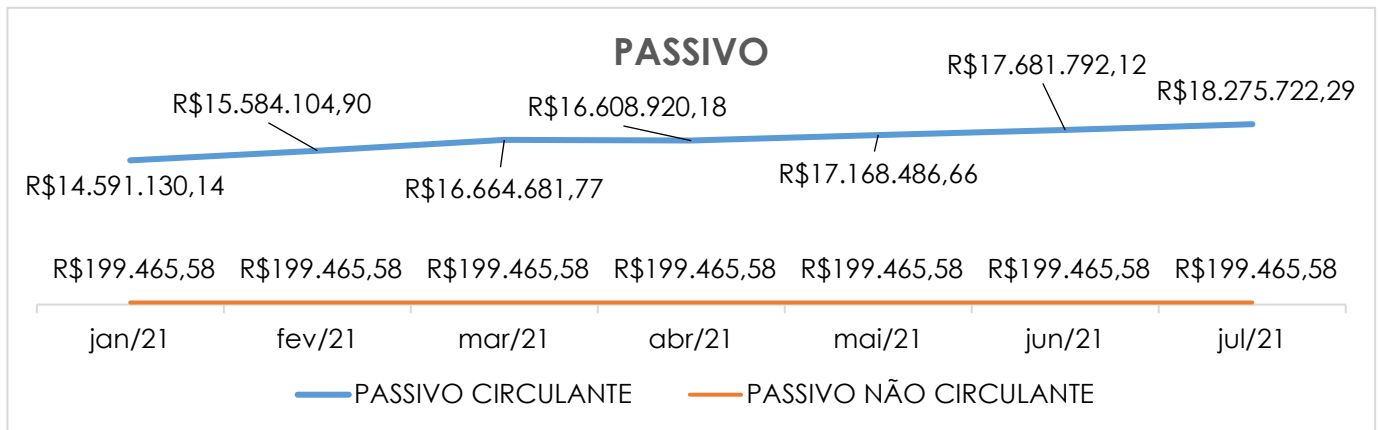 PASSIVO
R$14.591.130,14
R$15.584.104,90
R$16.664.681,77
R$16.608.920,18
R$17.168.486,66
R$17.681.792,12
R$18.275.722,29
R$199.465,58 R$199.465,58 R$199.465,58 R$199.465,58 R$199.465,58 R$199.465,58 R$199.465,58
jan/21 fev/21 mar/21 abr/21 mai/21 jun/21 jul/21
PASSIVO CIRCULANTE PASSIVO NÃO CIRCULANTE